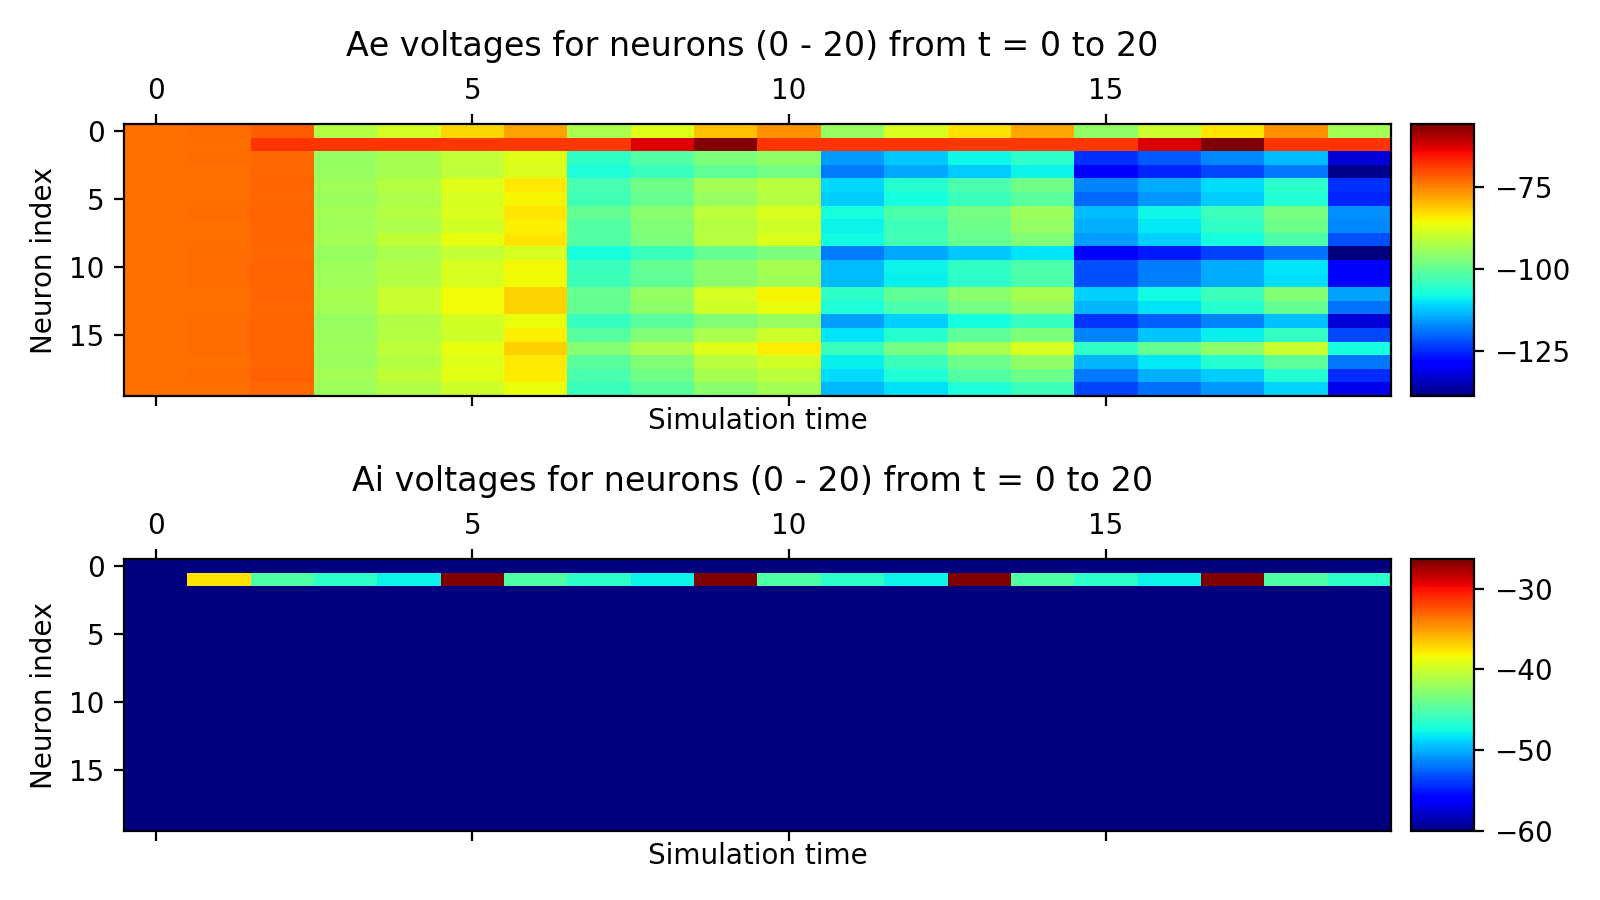 Ae voltages for neurons (0 - 20) from t = 0 to 20
0 5 10 15
Neuron index
0
5
10
15
−75
−100
−125
Simulation time
Ai voltages for neurons (0 - 20) from t = 0 to 20
0 5 10 15
Neuron index
0
5
10
15
−30
−40
−50
−60
Simulation time